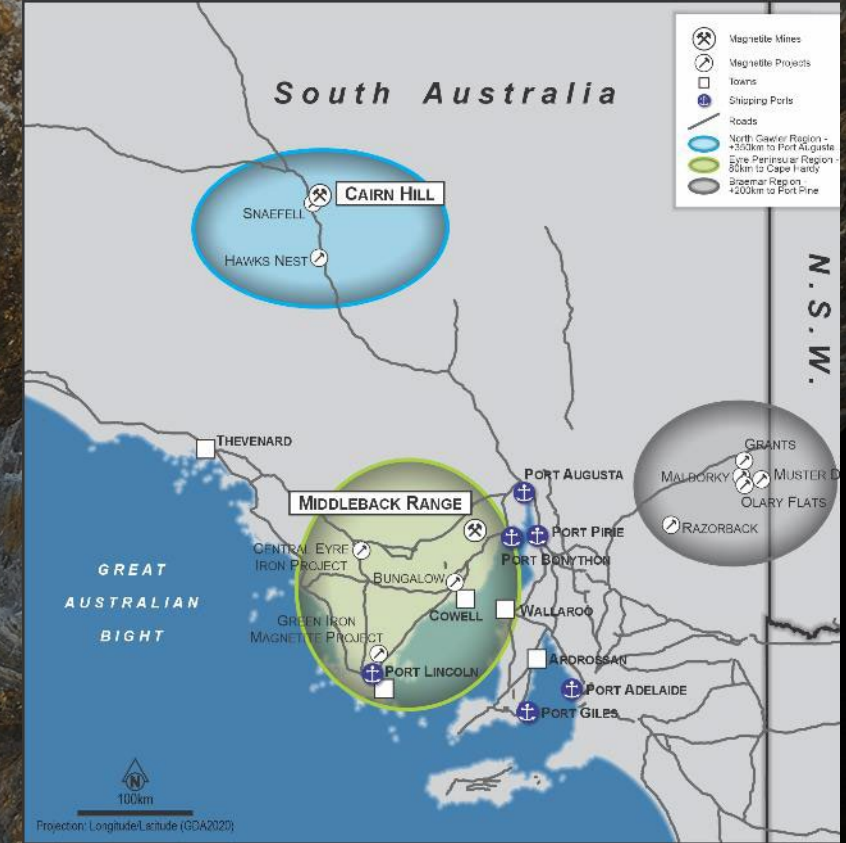 South Australia
Magnetite Mines
Magnetite Projects
Towns
Shipping Ports
Roads
North Gawler Region -
+350km to Port Augusta
Eyre Peninsular Region -
80km to Cape Hardy
Braemar Region -
+200km to Port Pirie
CAIRN HILL
SNAEFELL
HAWKS NEST
N.S.W.
THEVENARD
GRANTS
MALDORKY
MUSTER D
OLARY FLATS
RAZORBACK
PORT AUGUSTA
MIDDLEBACK RANGE
PORT PIRIE
PORT BONYTHON
CENTRAL EYRE
IRON PROJECT
BUNGALOW
COWELL
WALLAROO
GREAT
AUSTRALIAN
BIGHT
GREEN IRON
MAGNETITE PROJECT
PORT LINCOLN
ARDROSSAN
PORT ADELAIDE
PORT GILES
N
100km
Projection: Longitude/Latitude (GDA2020)